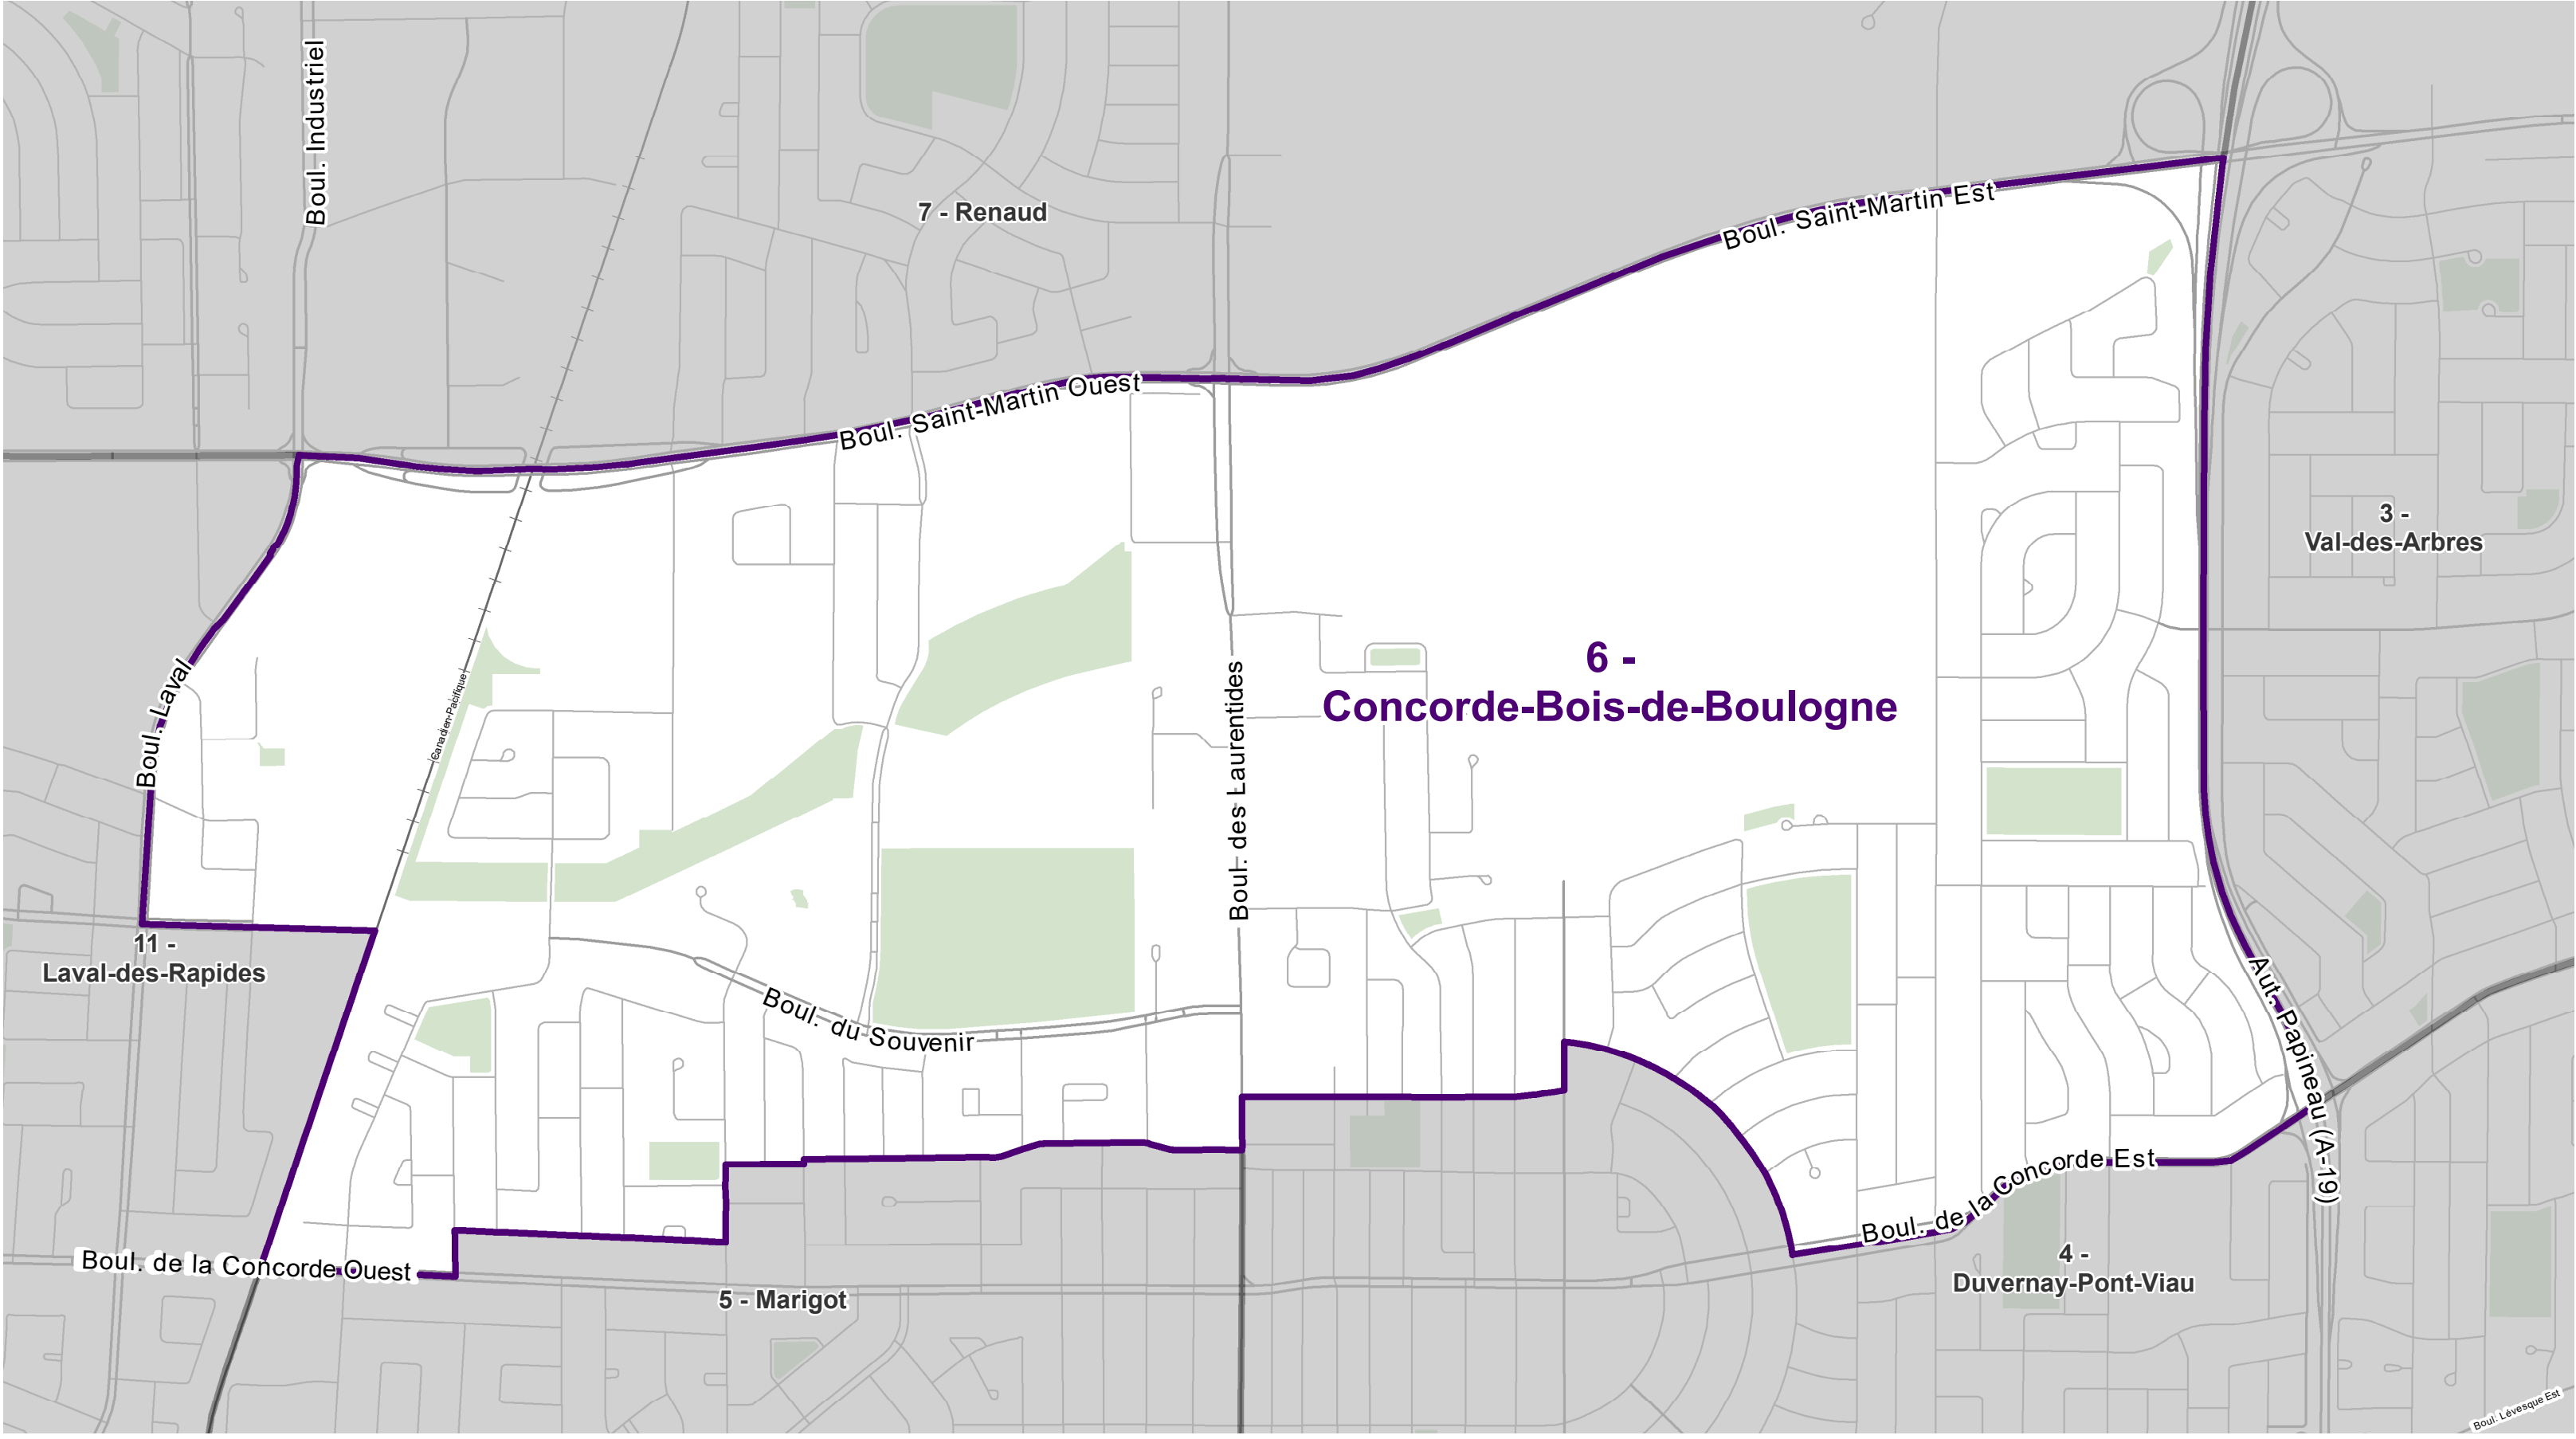 Boul. Industriel
7 - Renaud
Boul. Saint-Martin Est
Boul. Saint-Martin Ouest
3 -
Val-des-Arbres
6 -
Concorde-Bois-de-Boulogne
Boul. Laval
Canadien-Pacifique
Boul. des Laurentides
11 -
Laval-des-Rapides
Boul. du Souvenir
Aut. Papineau (A-19)
Boul. de la Concorde Est
Boul. de la Concorde Ouest
4 -
Duvernay-Pont-Viau
5 - Marigot
Boul. Lévesque Est